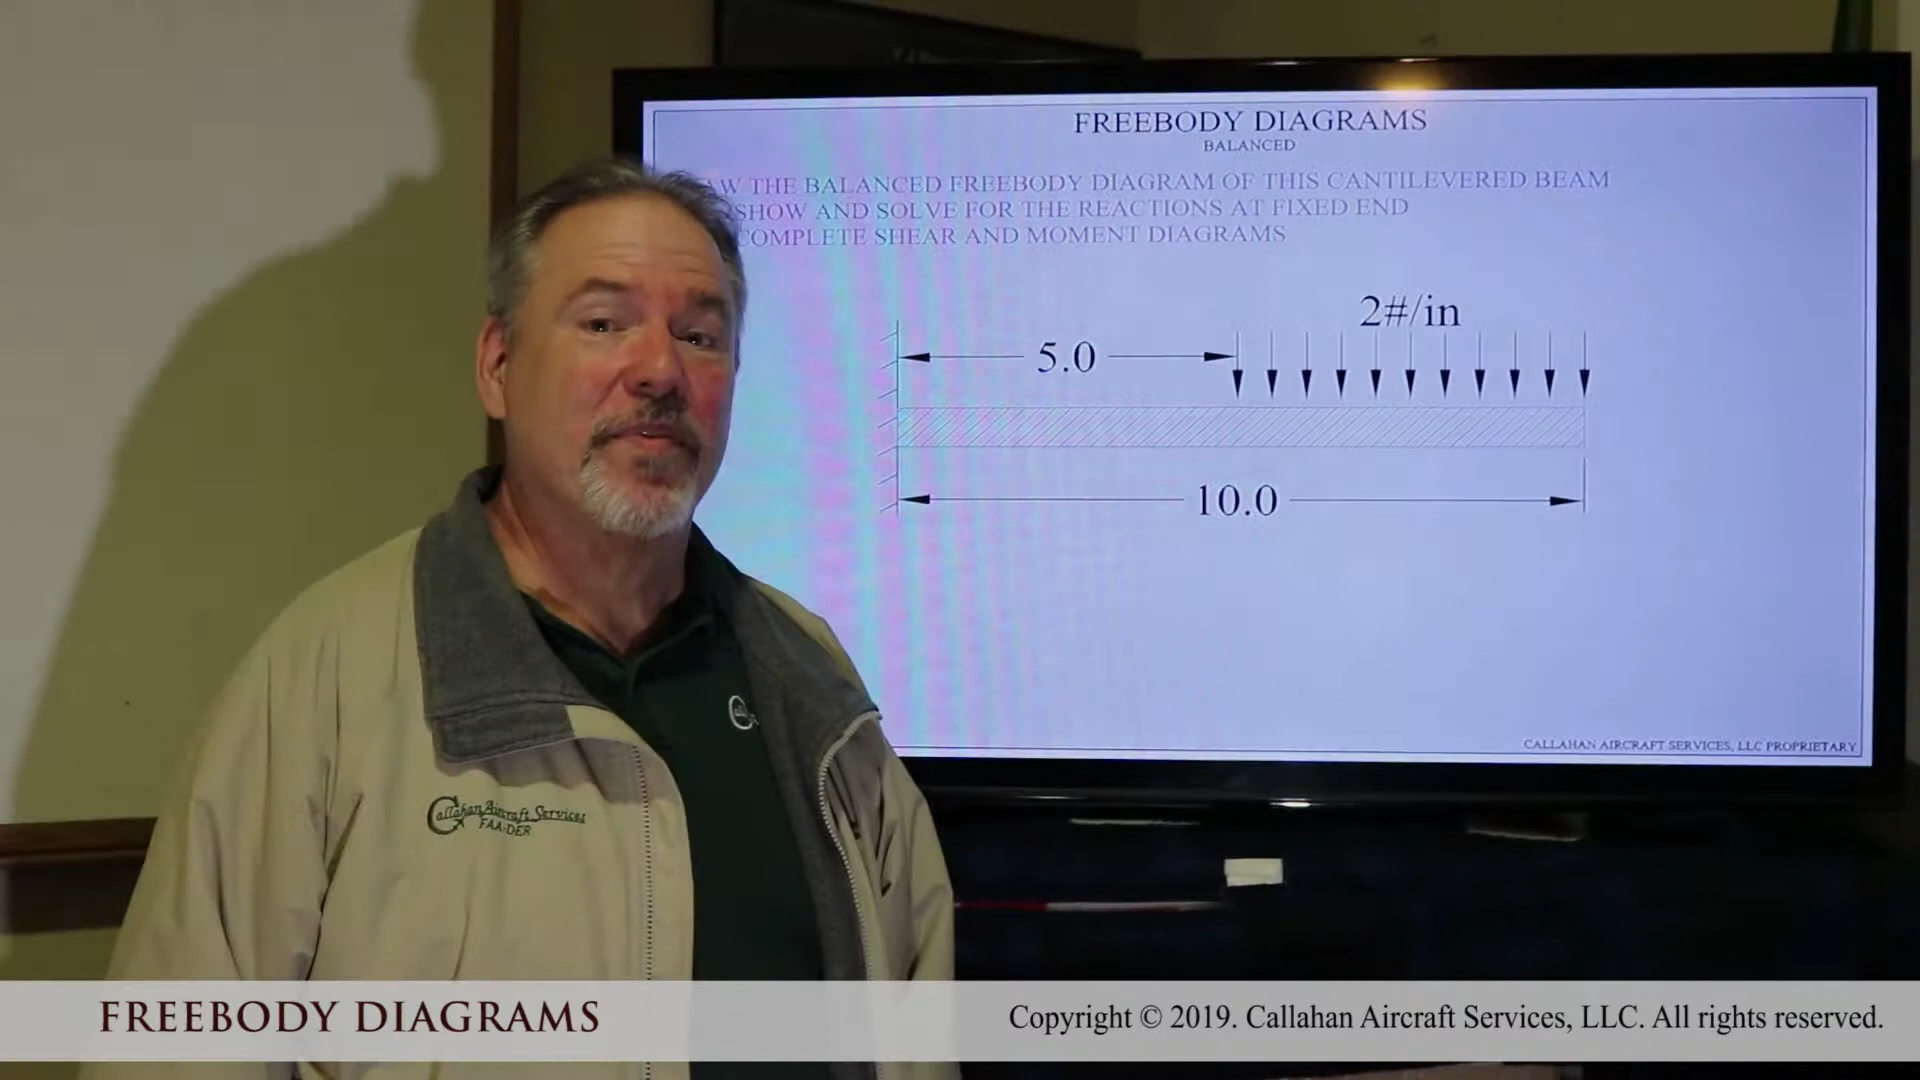 FREEBODY DIAGRAMS
BALANCED
AW THE BALANCED FREEBODY DIAGRAM OF THIS CANTILEVERED BEAM
SHOW AND SOLVE FOR THE REACTIONS AT FIXED END
COMPLETE SHEAR AND MOMENT DIAGRAMS
2#/in
5.0
10.0
CALLAHAN AIRCRAFT SERVICES, LLC PROPRIETARY
Callahan Aircraft Services
FAA-DER
FREEBODY DIAGRAMS
Copyright © 2019. Callahan Aircraft Services, LLC. All rights reserved.